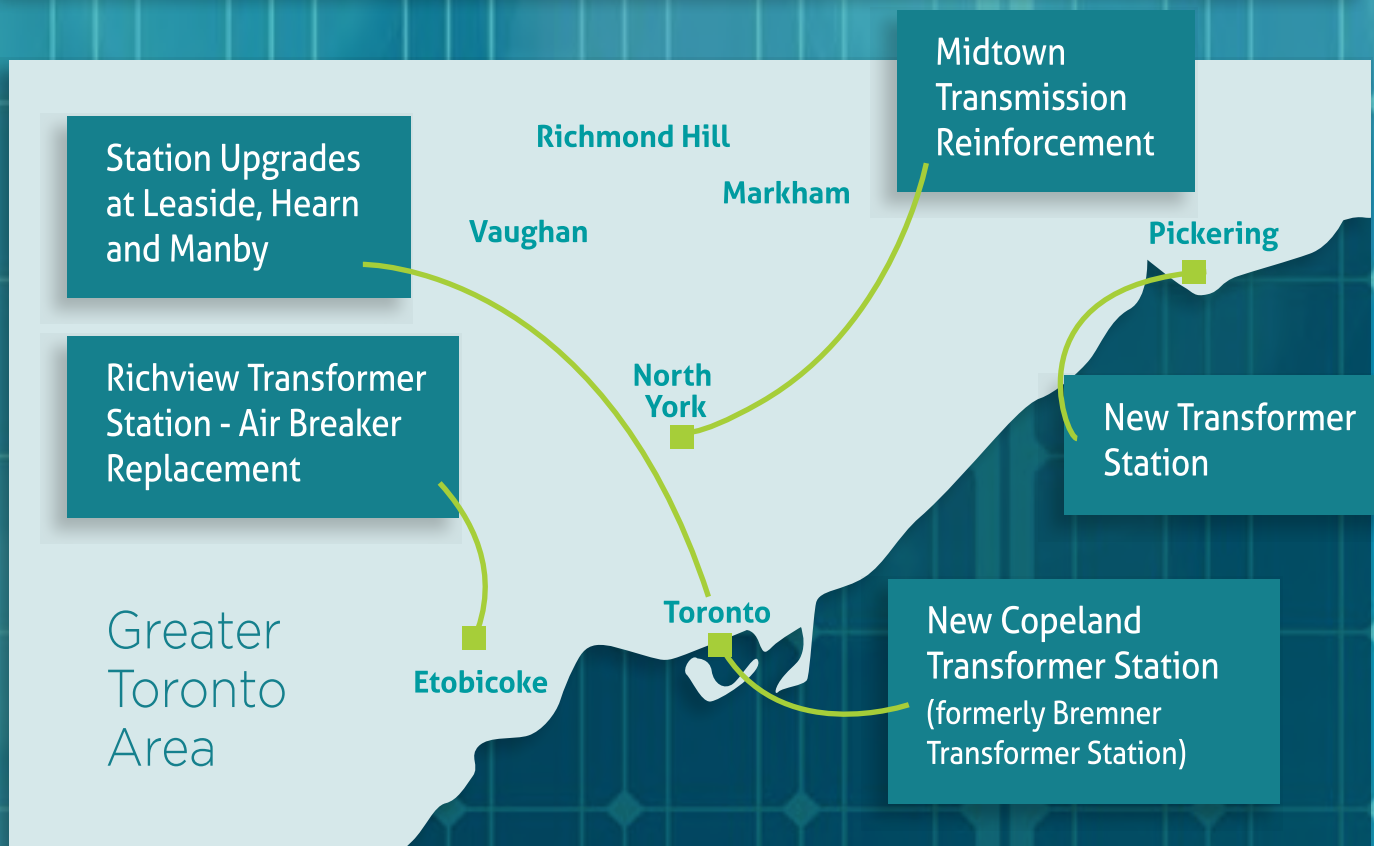 Midtown
Transmission
Reinforcement
Station Upgrades
at Leaside, Hearn
and Manby
Richmond Hill
Markham
Vaughan
Pickering
Richview Transformer
Station - Air Breaker
Replacement
North
York
New Transformer
Station
Greater
Toronto
Area
Toronto
Etobicoke
New Copeland
Transformer Station
(formerly Bremner
Transformer Station)